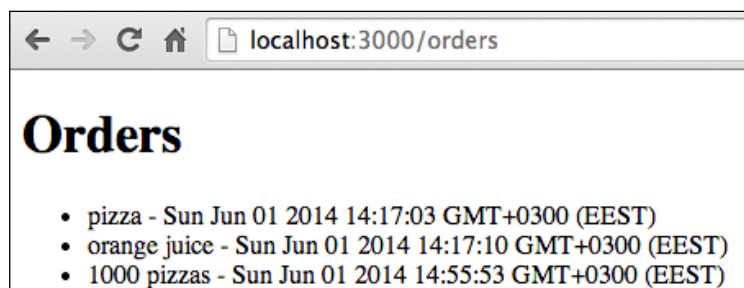 localhost:3000/orders
Orders
• pizza - Sun Jun 01 2014 14:17:03 GMT+0300 (EEST)
• orange juice - Sun Jun 01 2014 14:17:10 GMT+0300 (EEST)
• 1000 pizzas - Sun Jun 01 2014 14:55:53 GMT+0300 (EEST)